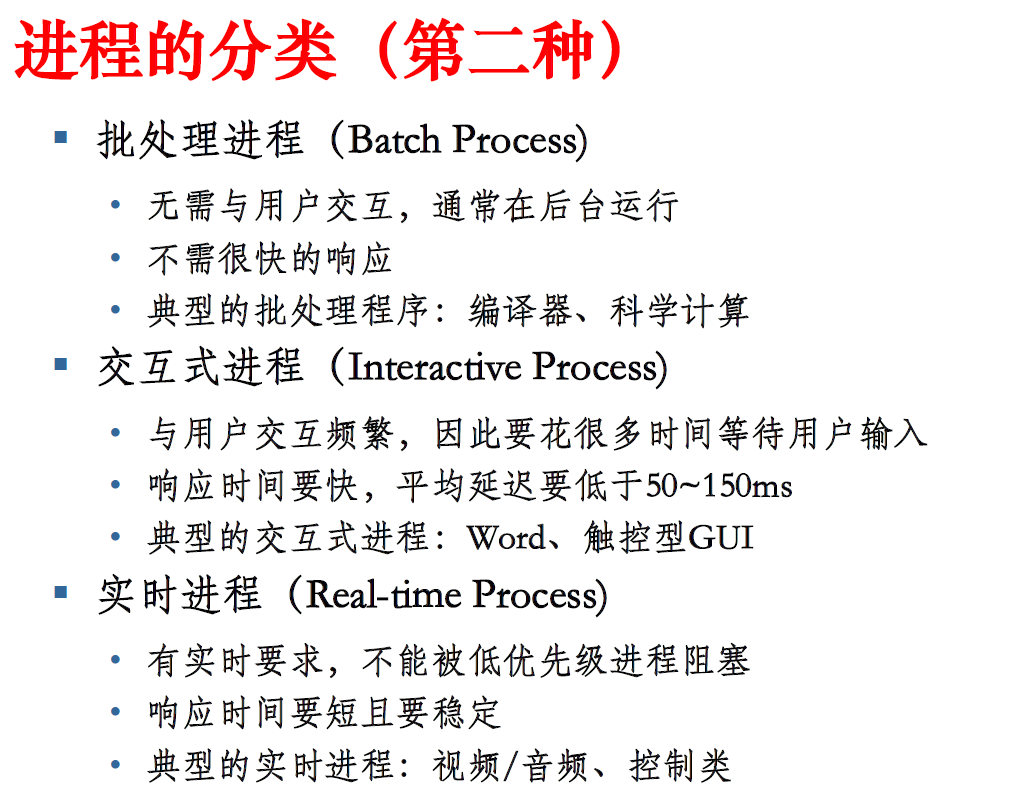 进程的分类（第二种）
批处理进程（Batch Process)
无需与用户交互，通常在后台运行
不需很快的响应
典型的批处理程序：编译器、科学计算
交互式进程（Interactive Process)
与用户交互频繁，因此要花很多时间等待用户输入
响应时间要快，平均延迟要低于50~150ms
典型的交互式进程：Word、触控型GUI
实时进程（Real-time Process)
有实时要求，不能被低优先级进程阻塞
响应时间要短且要稳定
典型的实时进程：视频/音频、控制类